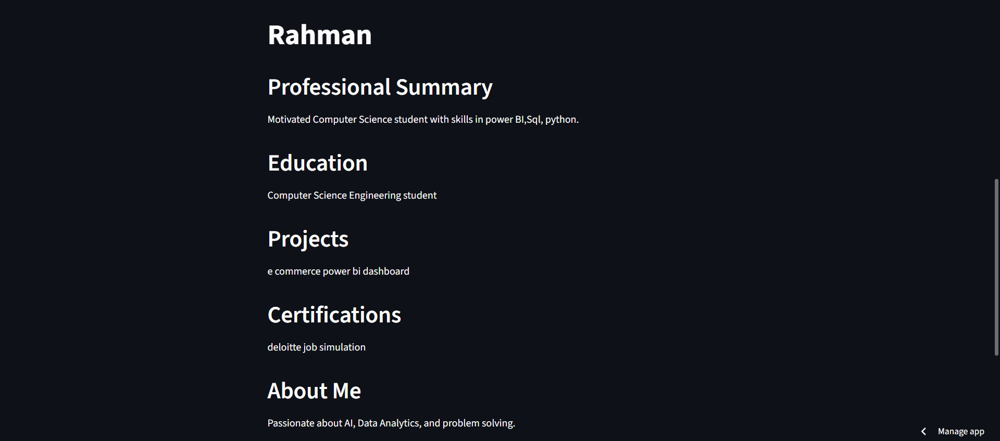 Rahman
Professional Summary
Motivated Computer Science student with skills in power BI,Sql, python.
Education
Computer Science Engineering student
Projects
e commerce power bi dashboard
Certifications
deloitte job simulation
About Me
Passionate about AI, Data Analytics, and problem solving.
Manage app